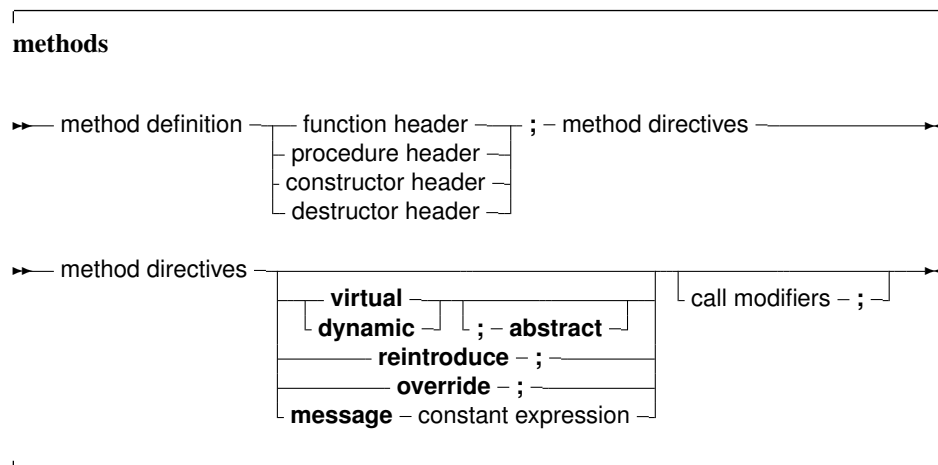 methods
method definition function header ; method directives
procedure header
constructor header
destructor header
method directives
virtual call modifiers ;
dynamic ; abstract
reintroduce ;
override ;
message constant expression